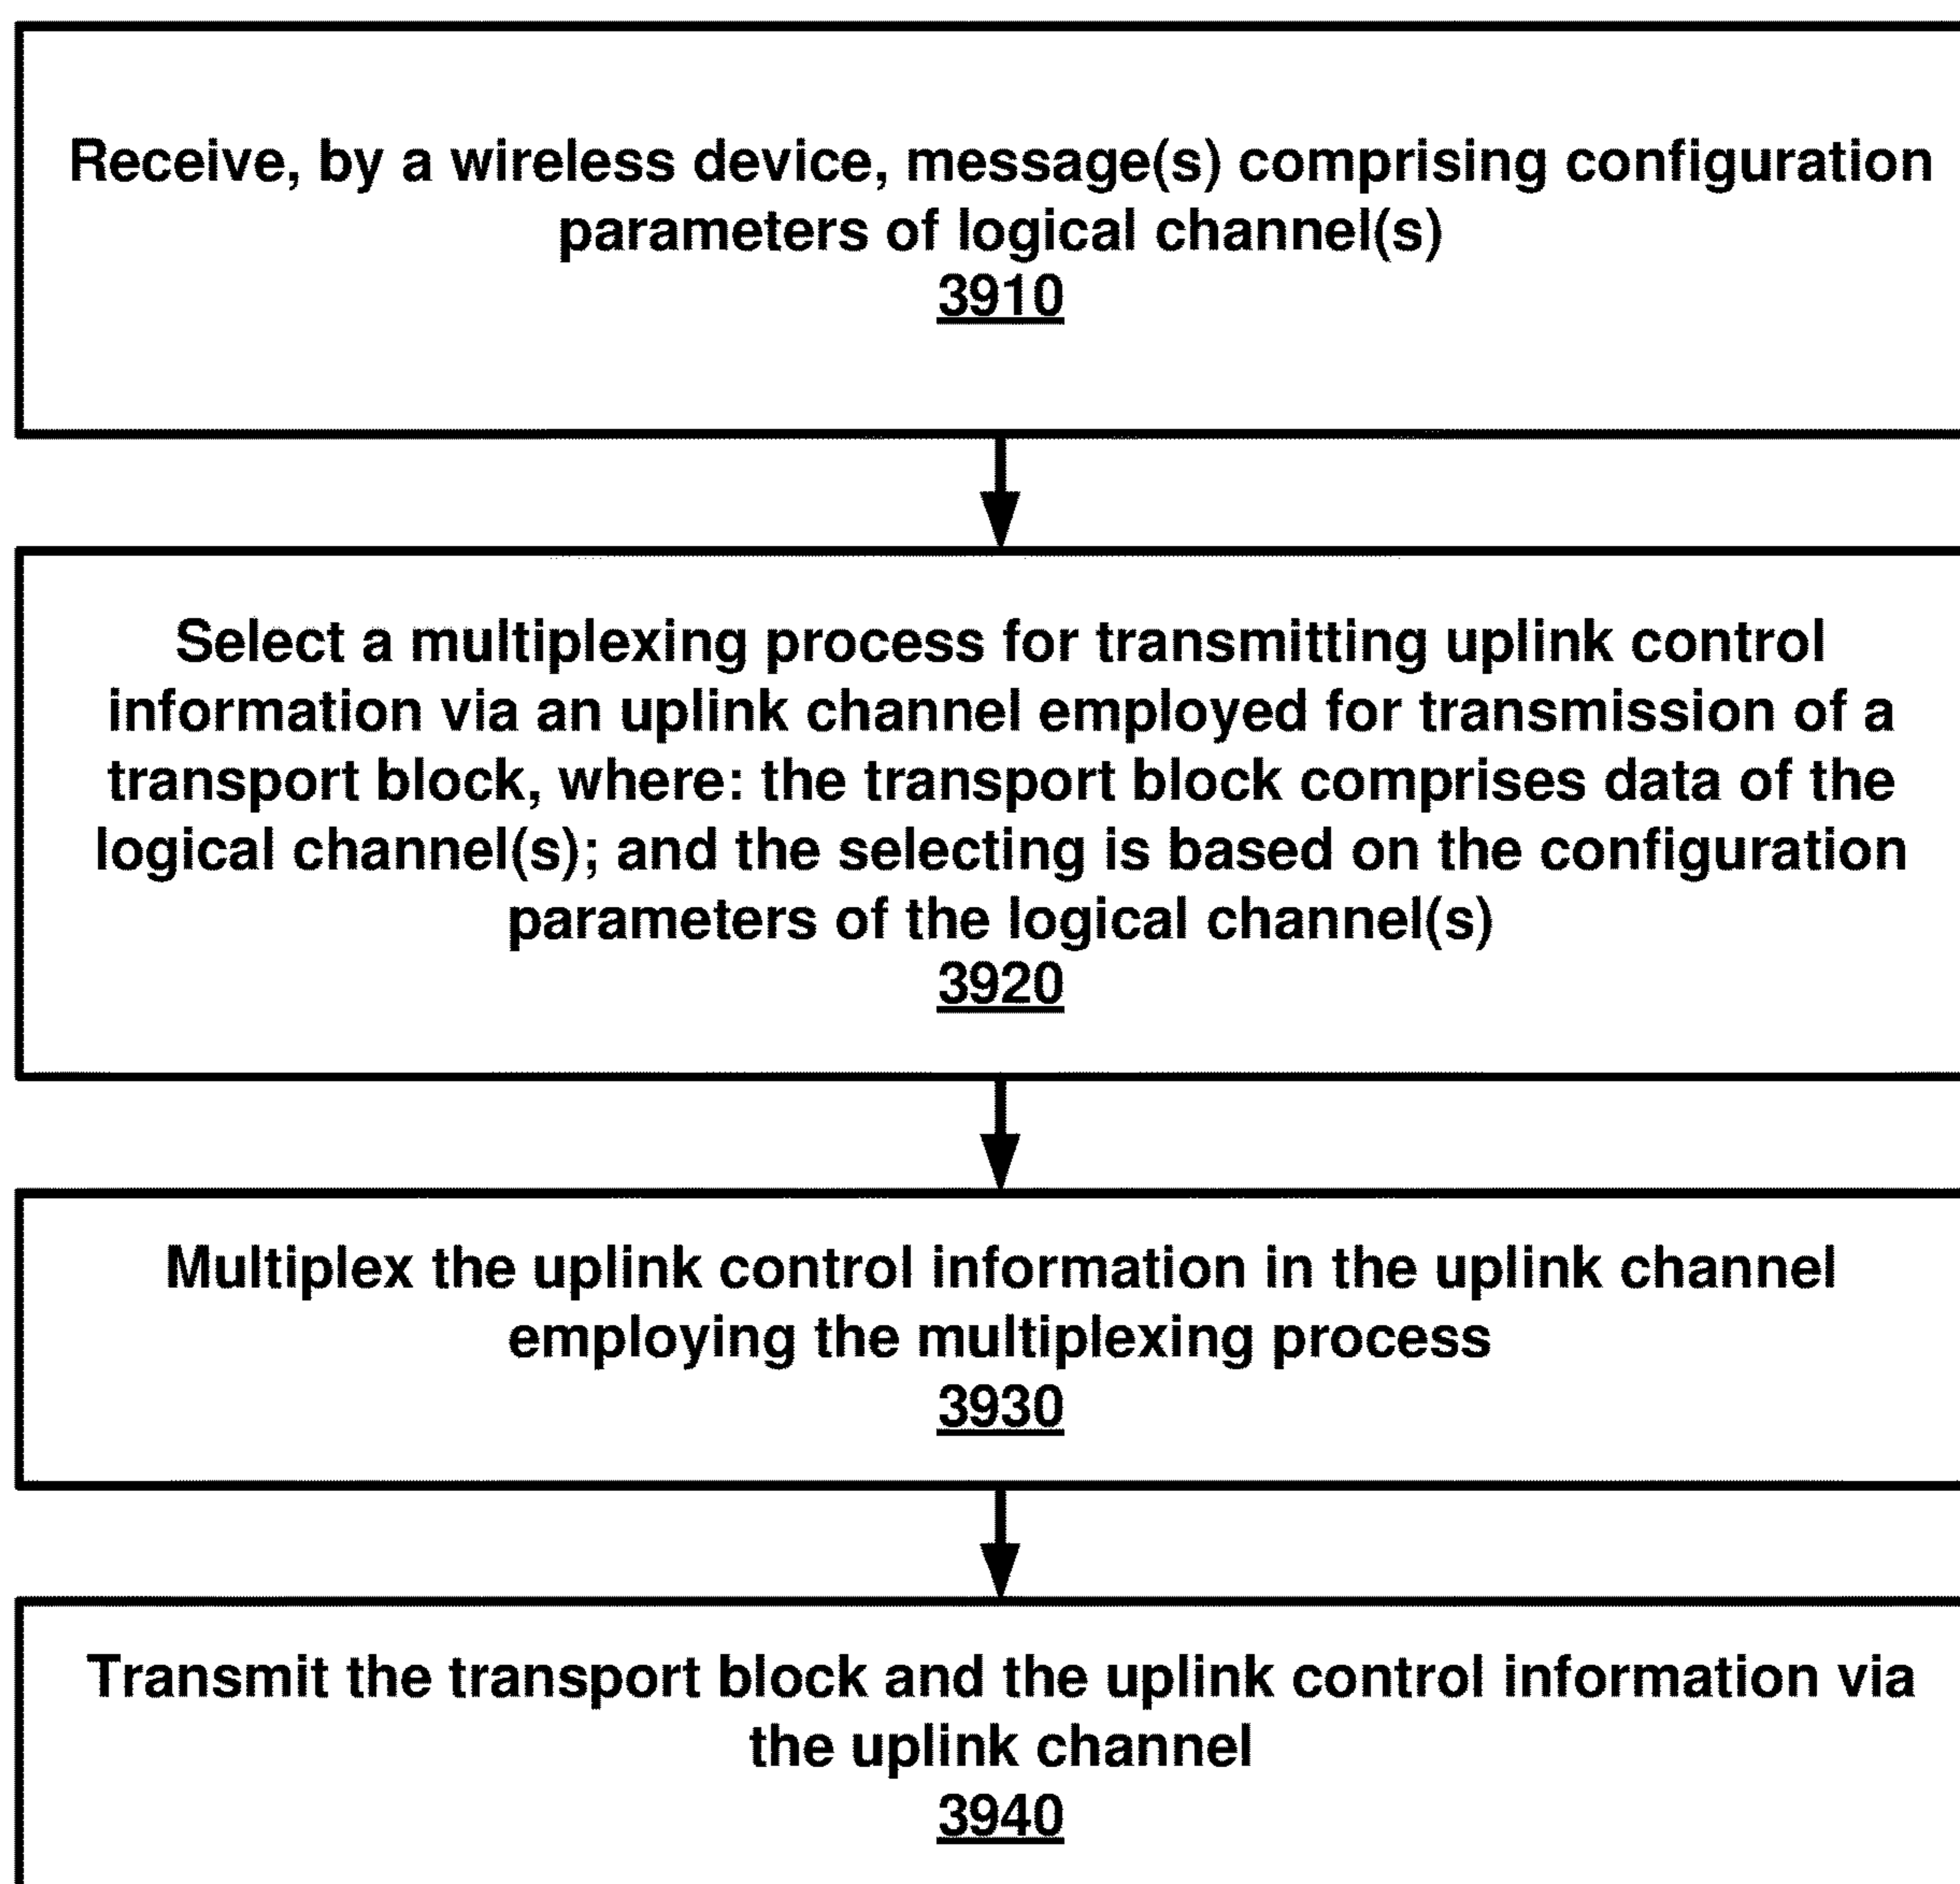 Receive, by a wireless device, message(s) comprising configuration
parameters of logical channel(s)
3910
Select a multiplexing process for transmitting uplink control
information via an uplink channel employed for transmission of a
transport block, where: the transport block comprises data of the
logical channel(s); and the selecting is based on the configuration
parameters of the logical channel(s)
3920
Multiplex the uplink control information in the uplink channel
employing the multiplexing process
3930
Transmit the transport block and the uplink control information via
the uplink channel
3940